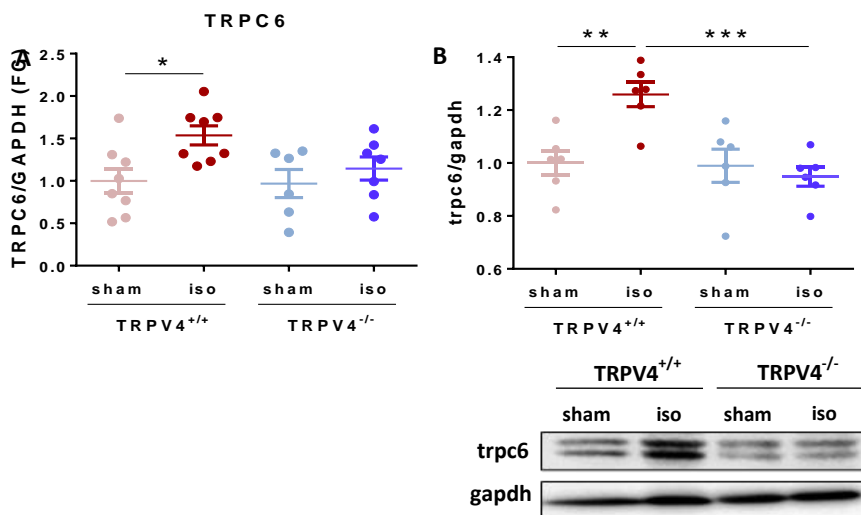 TRPC6
A
*
TRPC6/GAPDH (FC)
2.5
2.0
1.5
1.0
0.5
0.0
sham iso sham iso
TRPV4+/+ TRPV4-/-
B
** ***
trpc6/gapdh
1.4
1.2
1.0
0.8
0.6
sham iso sham iso
TRPV4+/+ TRPV4-/-
TRPV4+/+ TRPV4-/-
sham iso sham iso
trpc6
gapdh